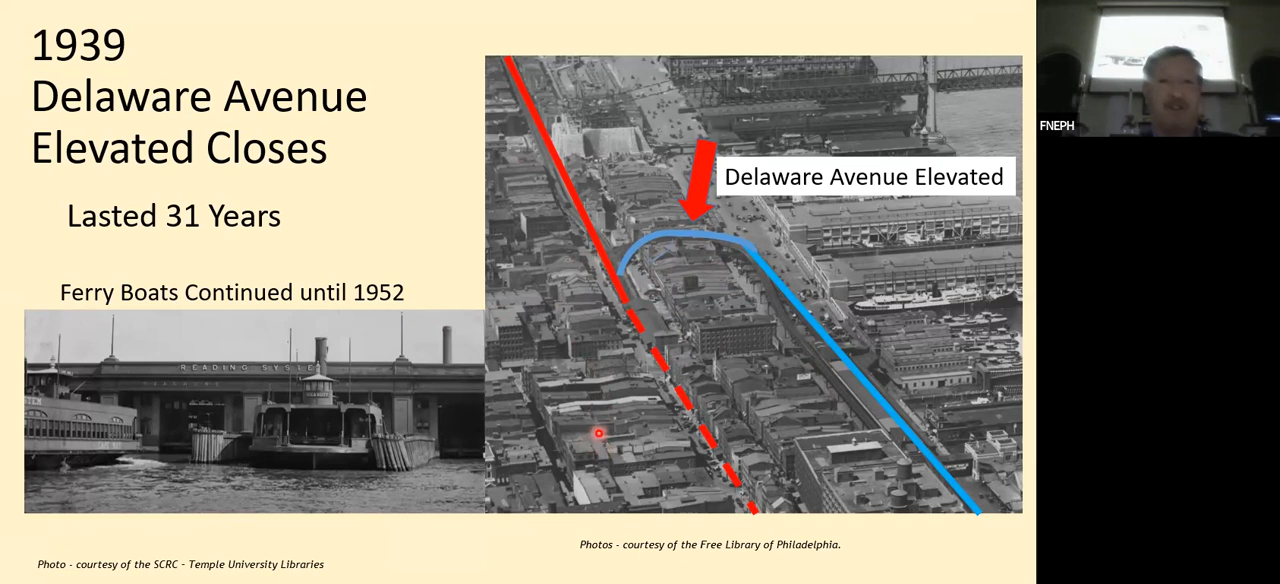 1939
Delaware Avenue
Elevated Closes
Lasted 31 Years
Ferry Boats Continued until 1952
READING SYSTEM
Delaware Avenue Elevated
Photos - courtesy of the Free Library of Philadelphia.
Photo - courtesy of the SCRC - Temple University Libraries
FNEPH